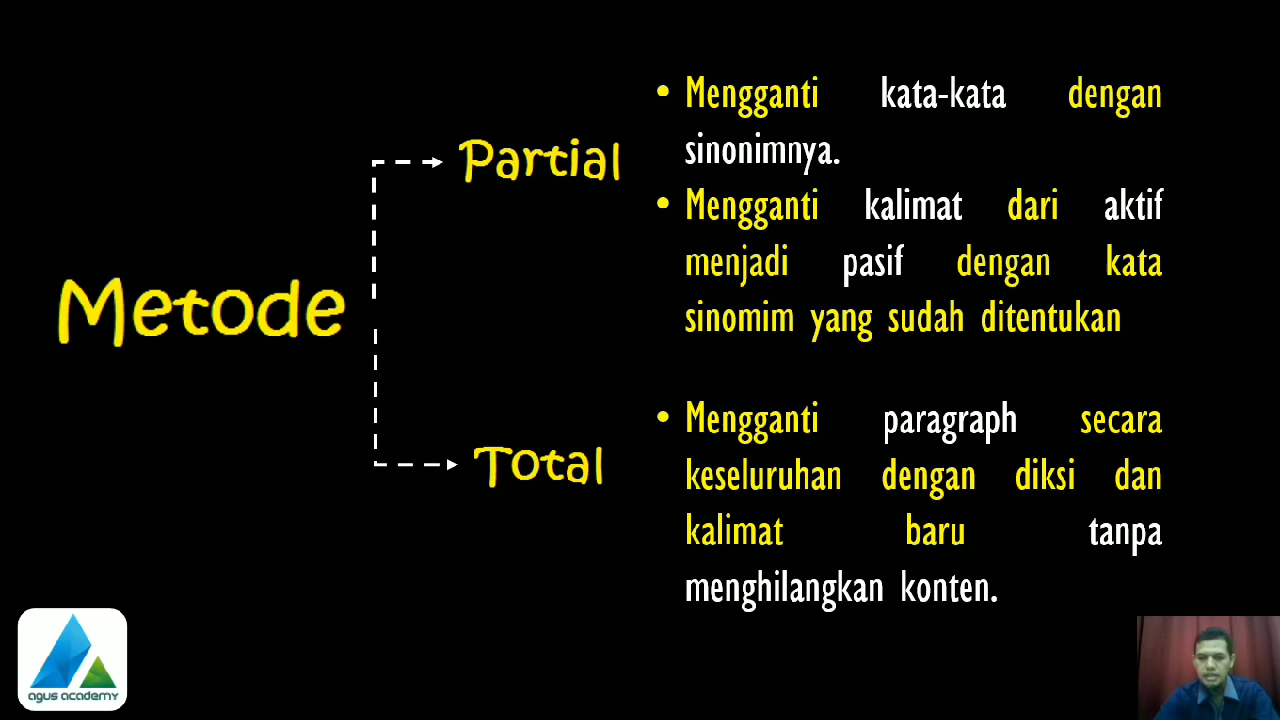 Metode
Partial
• Mengganti kata-kata dengan
sinonimnya.
• Mengganti kalimat dari aktif
menjadi pasif dengan kata
sinomim yang sudah ditentukan
Total
• Mengganti paragraph secara
keseluruhan dengan diksi dan
kalimat baru tanpa
menghilangkan konten.
agus academy